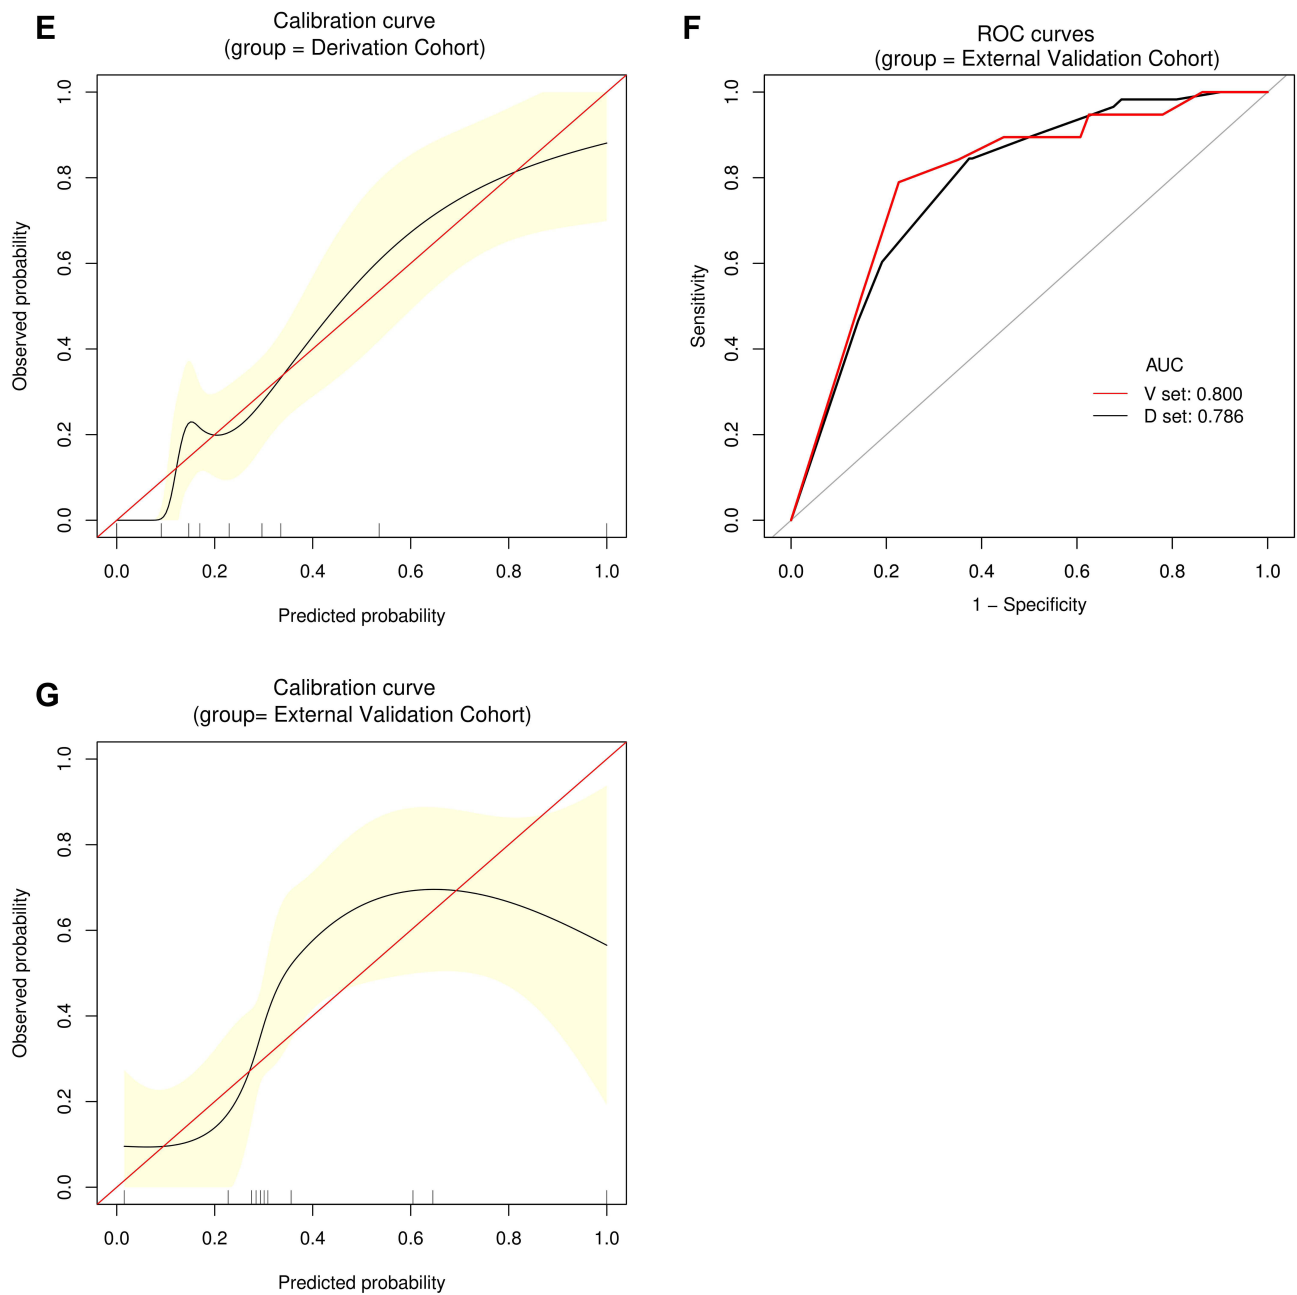 E
Calibration curve
(group = Derivation Cohort)
Observed probability
1.0
0.8
0.6
0.4
0.2
0.0
0.0 0.2 0.4 0.6 0.8 1.0
Predicted probability
F
ROC curves
(group = External Validation Cohort)
Sensitivity
1.0
0.8
0.6
0.4
0.2
0.0
AUC
V set: 0.800
D set: 0.786
0.0 0.2 0.4 0.6 0.8 1.0
1 − Specificity
G
Calibration curve
(group= External Validation Cohort)
Observed probability
1.0
0.8
0.6
0.4
0.2
0.0
0.0 0.2 0.4 0.6 0.8 1.0
Predicted probability